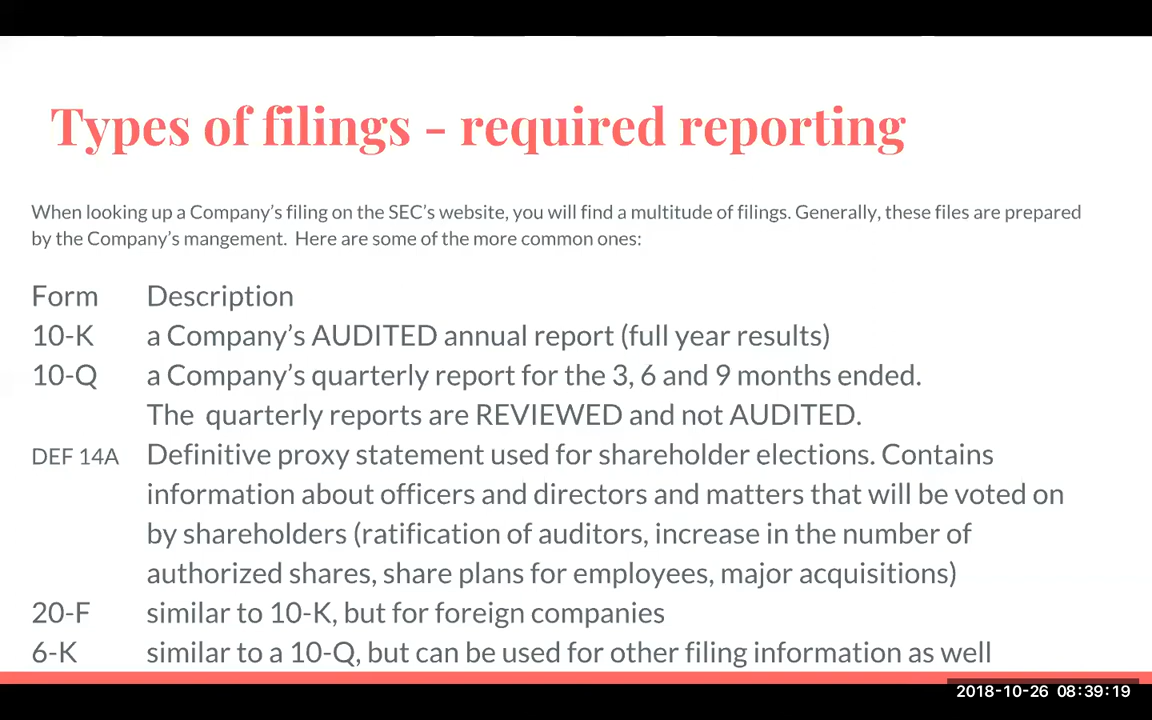 Types of filings - required reporting
When looking up a Company's filing on the SEC's website, you will find a multitude of filings. Generally, these files are prepared
by the Company's mangement.  Here are some of the more common ones:
Form Description
10-K a Company's AUDITED annual report (full year results)
10-Q a Company's quarterly report for the 3, 6 and 9 months ended.
The  quarterly reports are REVIEWED and not AUDITED.
DEF 14A Definitive proxy statement used for shareholder elections. Contains
information about officers and directors and matters that will be voted on
by shareholders (ratification of auditors, increase in the number of
authorized shares, share plans for employees, major acquisitions)
20-F similar to 10-K, but for foreign companies
6-K similar to a 10-Q, but can be used for other filing information as well
2018-10-26 08:39:19